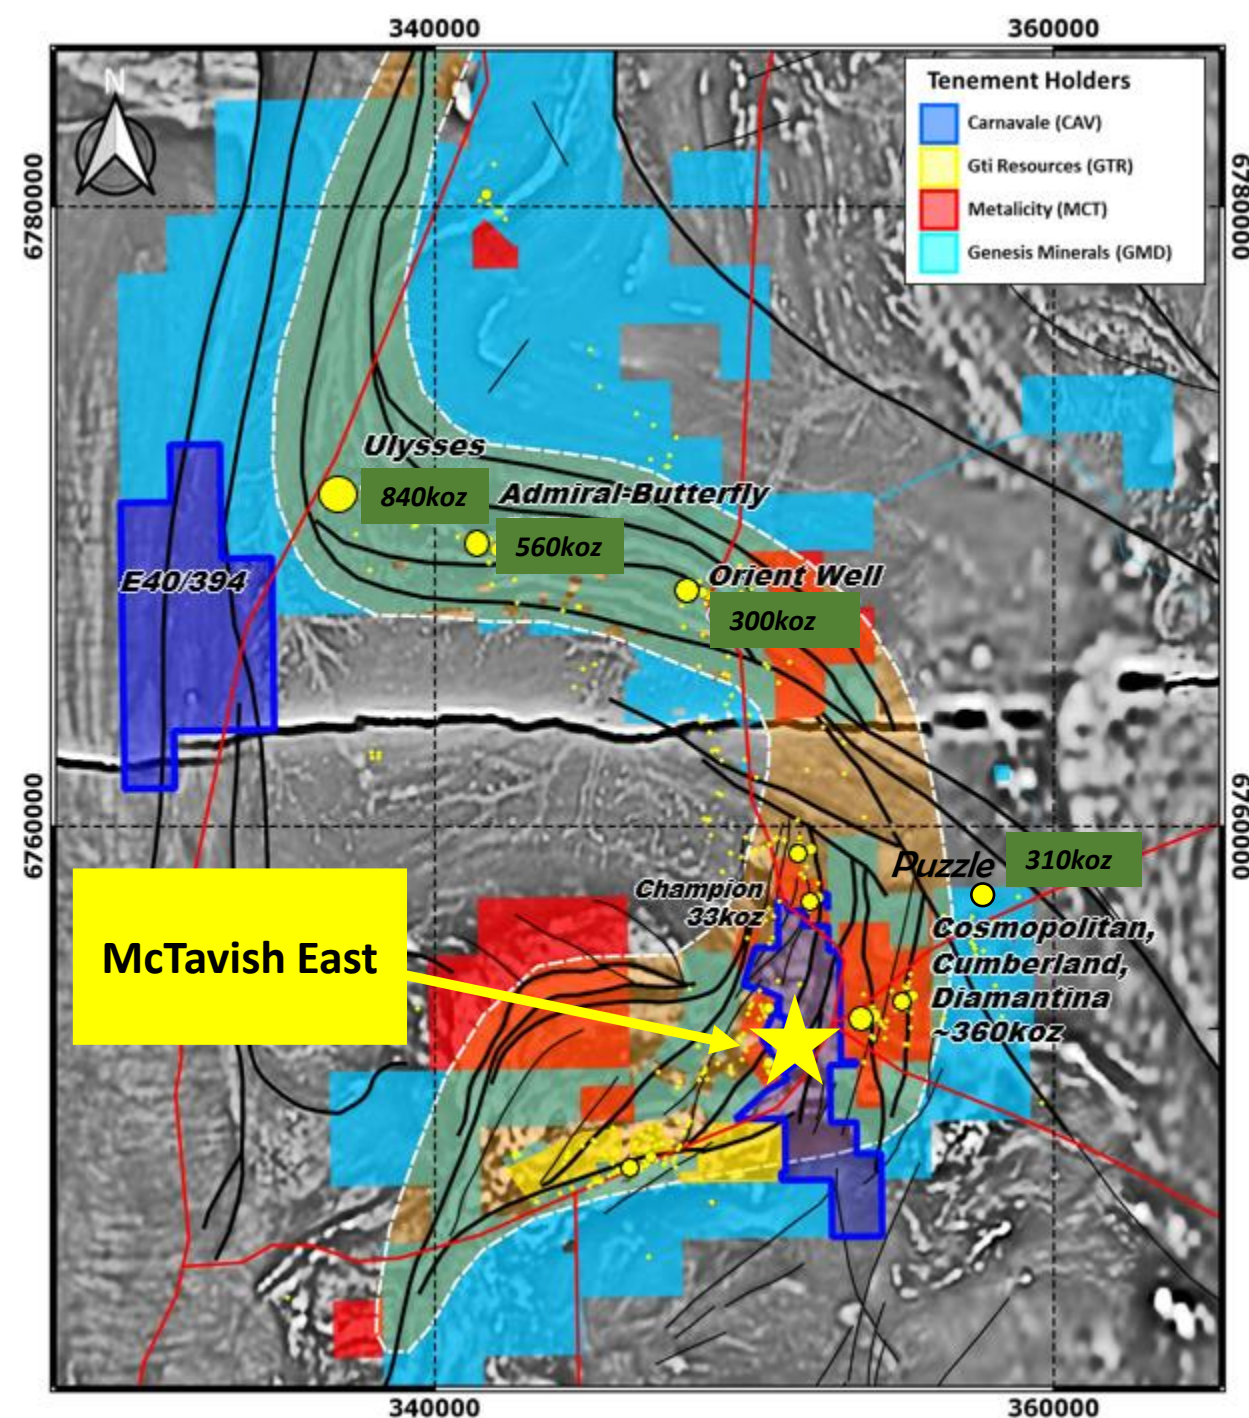 340000
360000
N
Tenement Holders
Carnavale (CAV)
Gti Resources (GTR)
Metalicity (MCT)
Genesis Minerals (GMD)
6780000
6780000
Ulysses
840koz
Admiral-Butterfly
560koz
E40/394
Orient Well
300koz
6760000
6760000
Puzzle
310koz
Champion
33koz
McTavish East
Cosmopolitan,
Cumberland,
Diamantina
~360koz
340000
360000